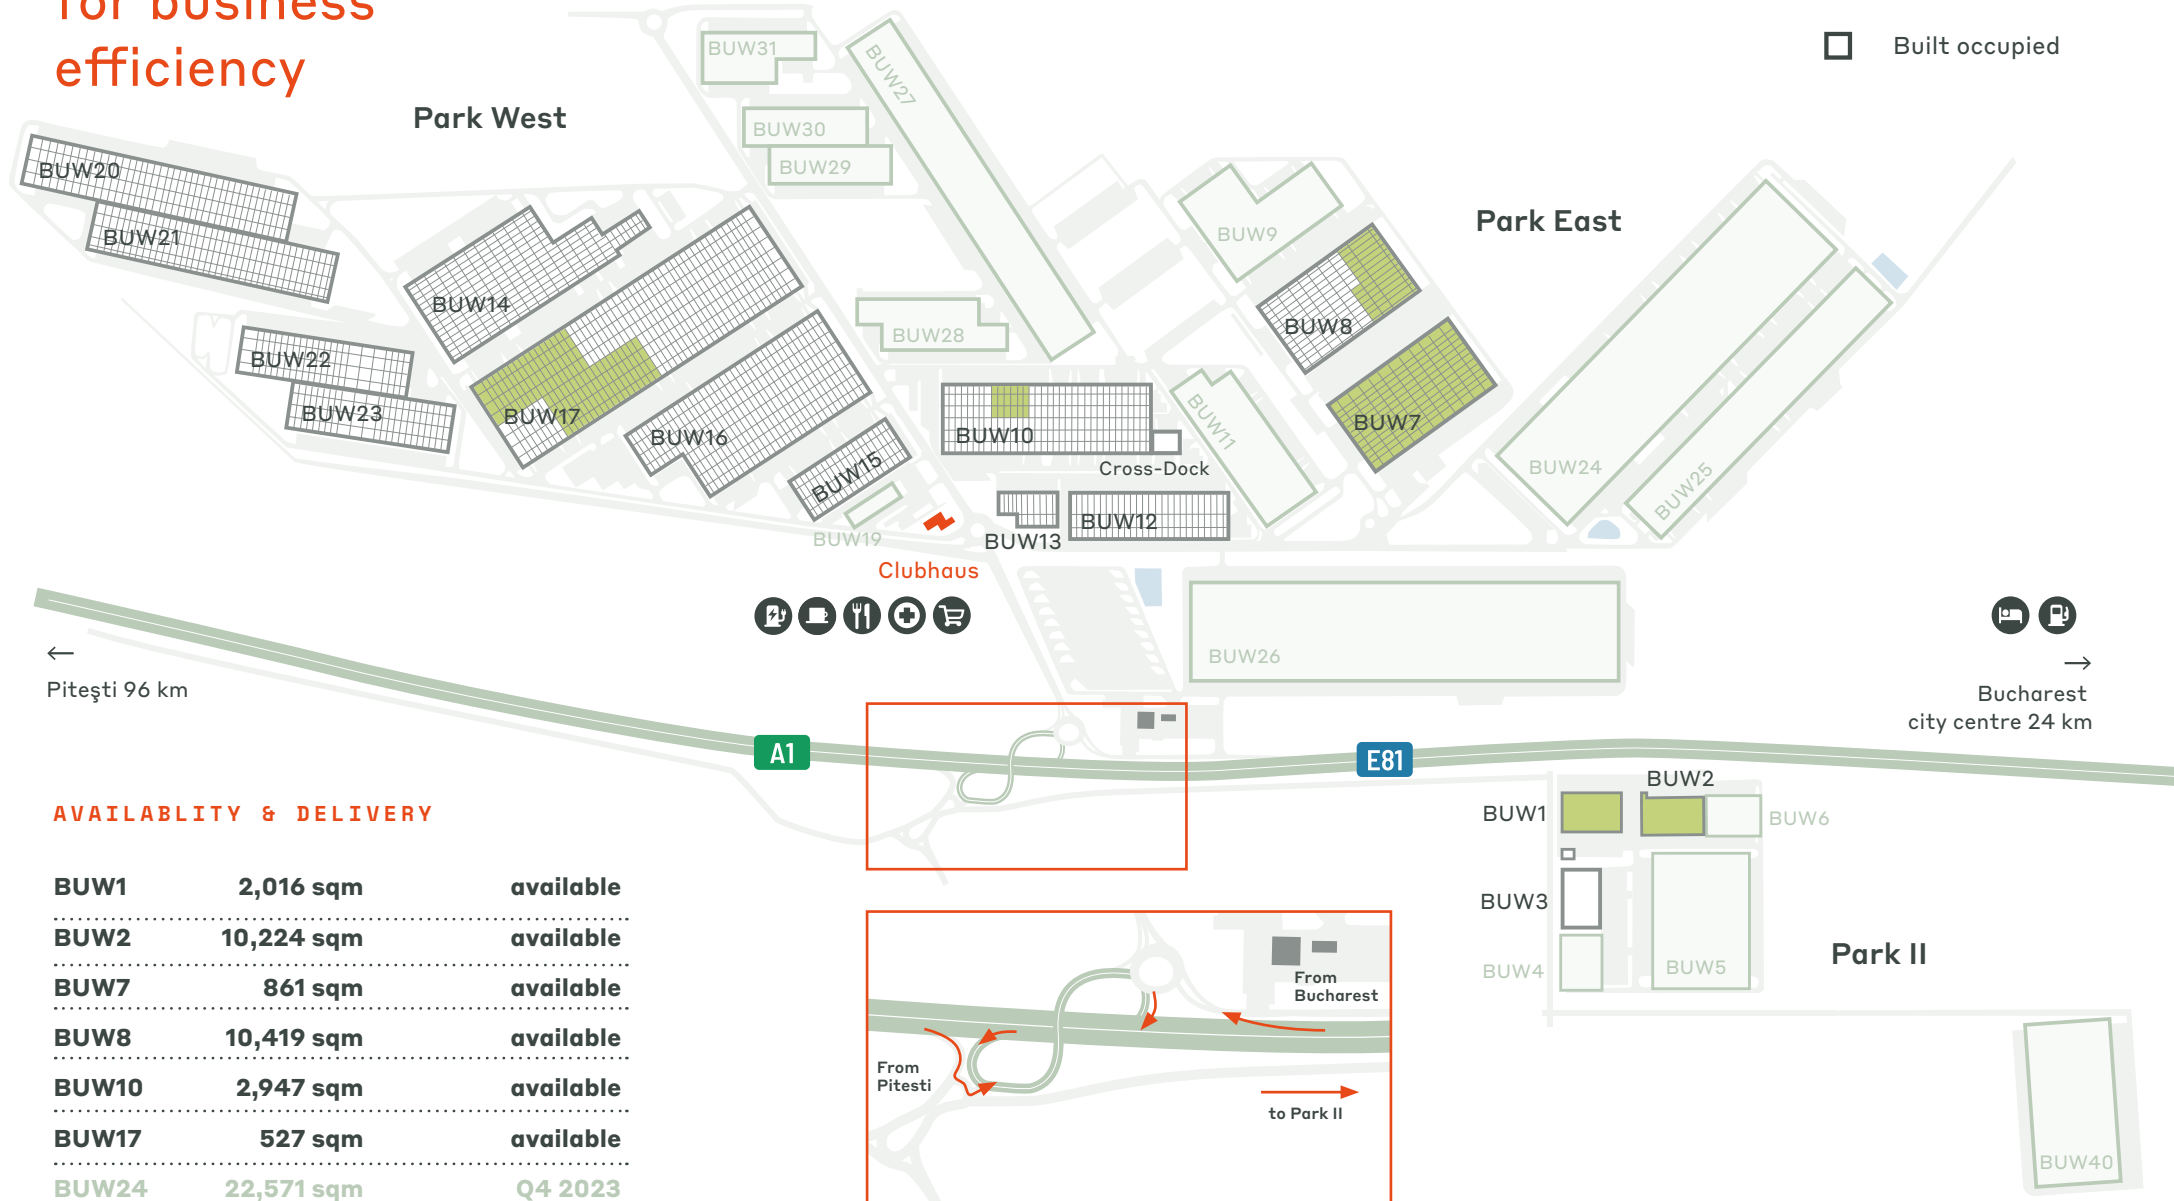 for business
efficiency
Built occupied
Park West
Park East
BUW31
BUW27
BUW30
BUW29
BUW20
BUW21
BUW9
BUW14
BUW8
BUW28
BUW22
BUW23
BUW17
BUW16
BUW15
BUW10
Cross-Dock
BUW11
BUW7
BUW24
BUW25
BUW19
BUW13
BUW12
Clubhaus
BUW26
←
Piteşti 96 km
→
Bucharest
city centre 24 km
A1
E81
BUW2
BUW1
BUW6
BUW3
BUW4
BUW5
Park II
BUW40
AVAILABLITY & DELIVERY
BUW1 2,016 sqm available
BUW2 10,224 sqm available
BUW7 861 sqm available
BUW8 10,419 sqm available
BUW10 2,947 sqm available
BUW17 527 sqm available
BUW24 22,571 sqm Q4 2023
From
Bucharest
From
Pitesti
to Park II